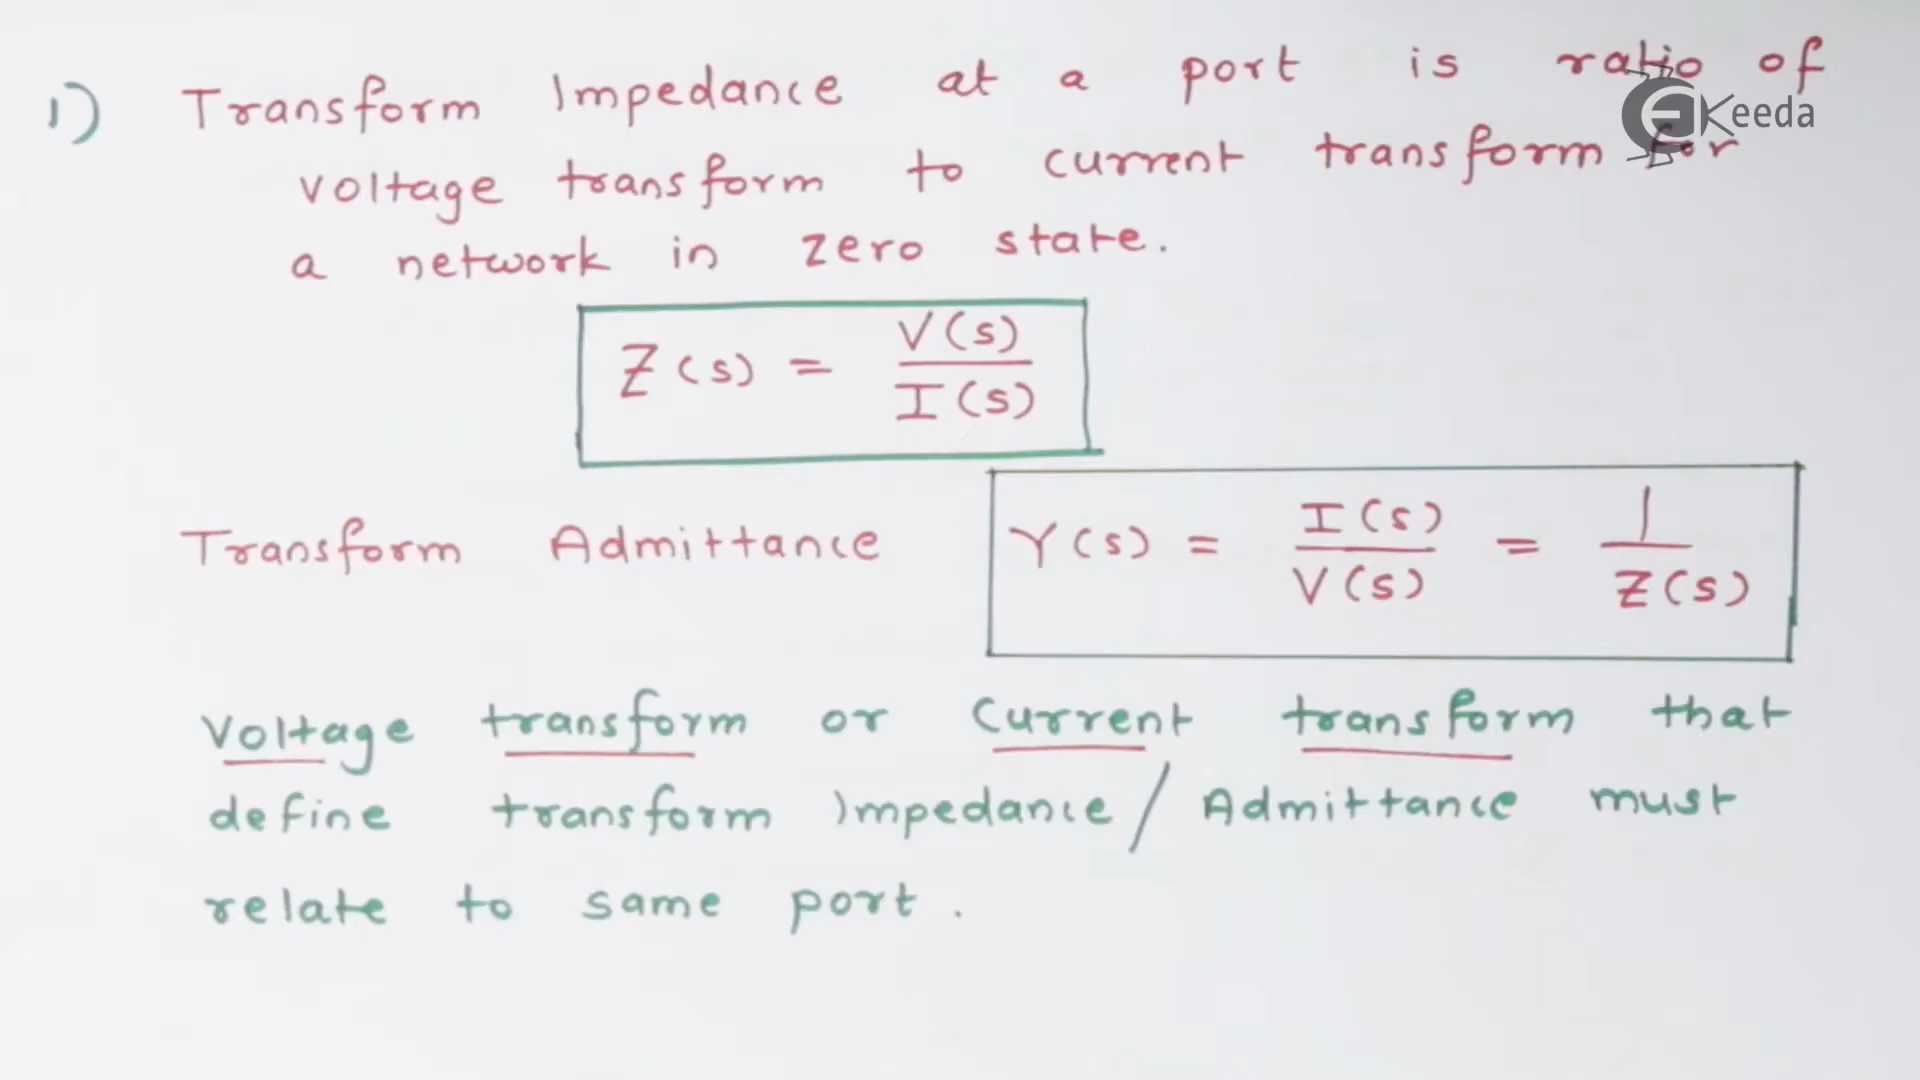 1) Transform Impedance at a port is ratio of
Keeda
voltage transform to current transform for
a network in zero state.
Z(s) = V(s) / I(s)
Transform Admittance Y(s) = I(s) / V(s) = 1 / Z(s)
Voltage transform or Current transform that
define transform Impedance/Admittance must
relate to same port.